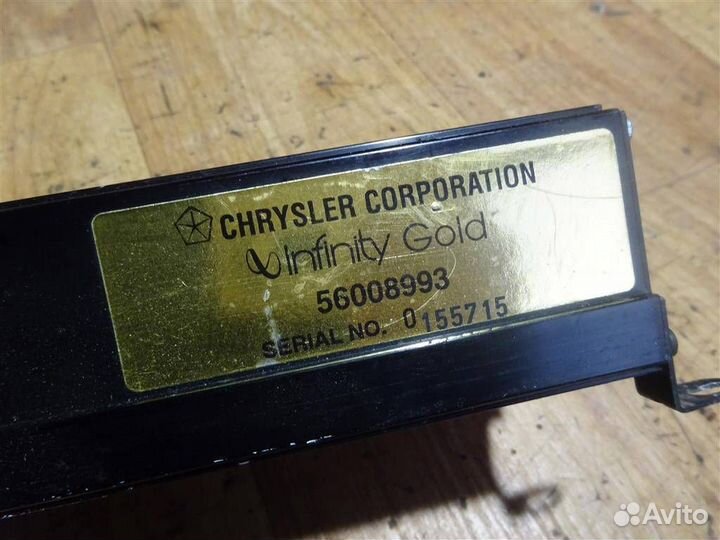 CHRYSLER CORPORATION
Infinity Gold
56008993
SERIAL NO. 0155715
Avito